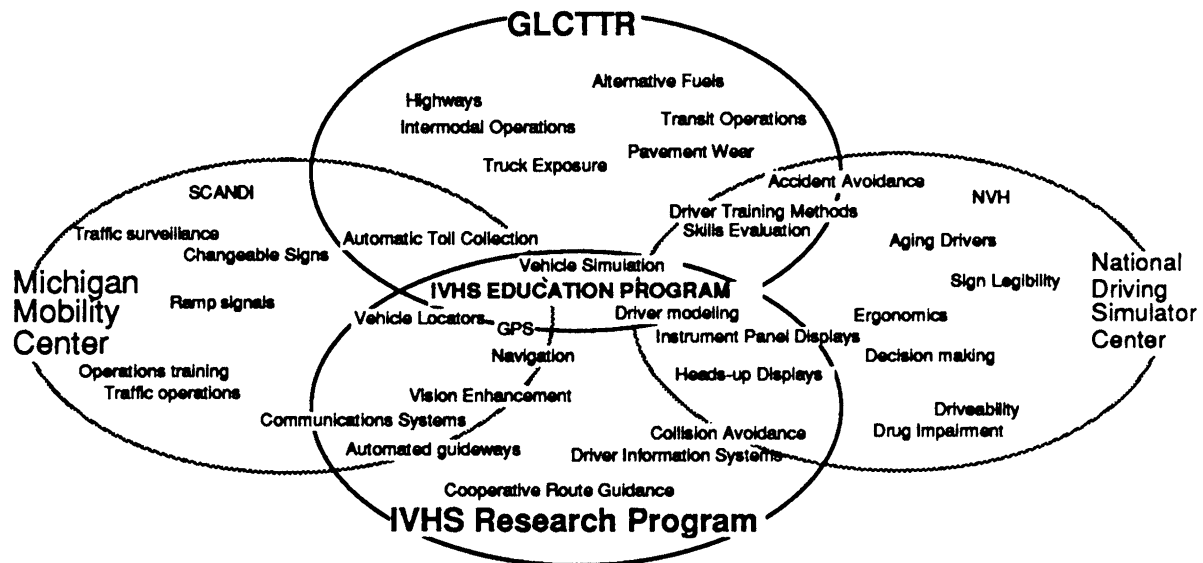 GLCTTR
Alternative Fuels
Highways
Intermodal Operations
Transit Operations
Truck Exposure
Pavement Wear
Accident Avoidance
SCANDI
NVH
Driver Training Methods
Skills Evaluation
Traffic surveillance
Automatic Toll Collection
Aging Drivers
Changeable Signs
Vehicle Simulation
Michigan
Mobility
Center
IVHS EDUCATION PROGRAM
Sign Legibility
National
Driving
Simulator
Center
Ramp signals
Vehicle Locators
GPS
Driver modeling
Ergonomics
Instrument Panel Displays
Navigation
Decision making
Operations training
Traffic operations
Heads-up Displays
Vision Enhancement
Driveability
Communications Systems
Collision Avoidance
Drug Impairment
Automated guideways
Driver Information Systems
Cooperative Route Guidance
IVHS Research Program